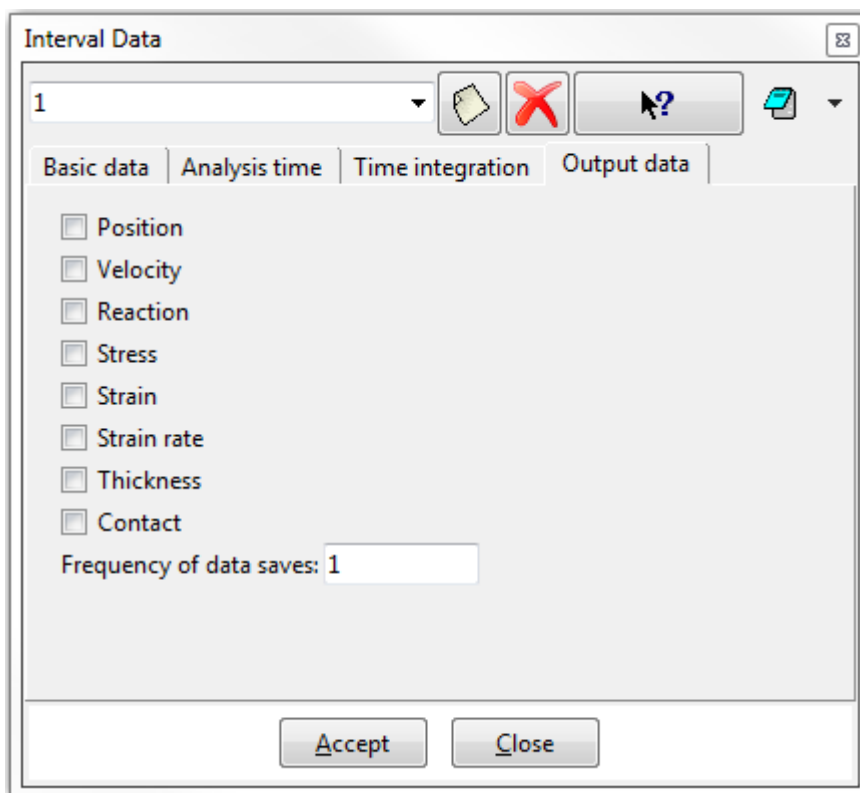 Interval Data
1
?
Basic data Analysis time Time integration Output data
Position
Velocity
Reaction
Stress
Strain
Strain rate
Thickness
Contact
Frequency of data saves: 1
Accept Close